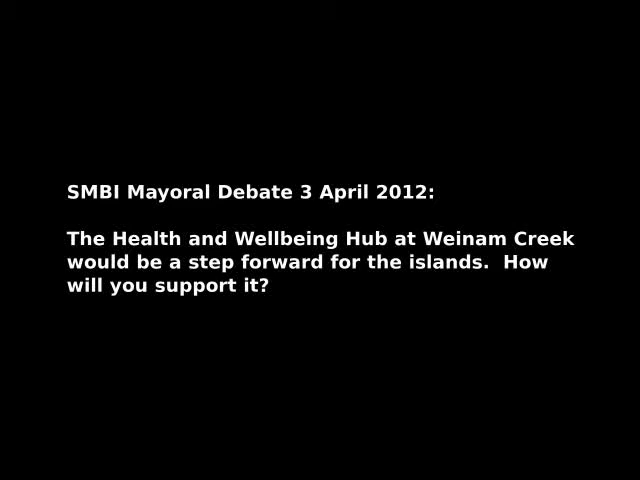 SMBI Mayoral Debate 3 April 2012:
The Health and Wellbeing Hub at Weinam Creek
would be a step forward for the islands.  How
will you support it?